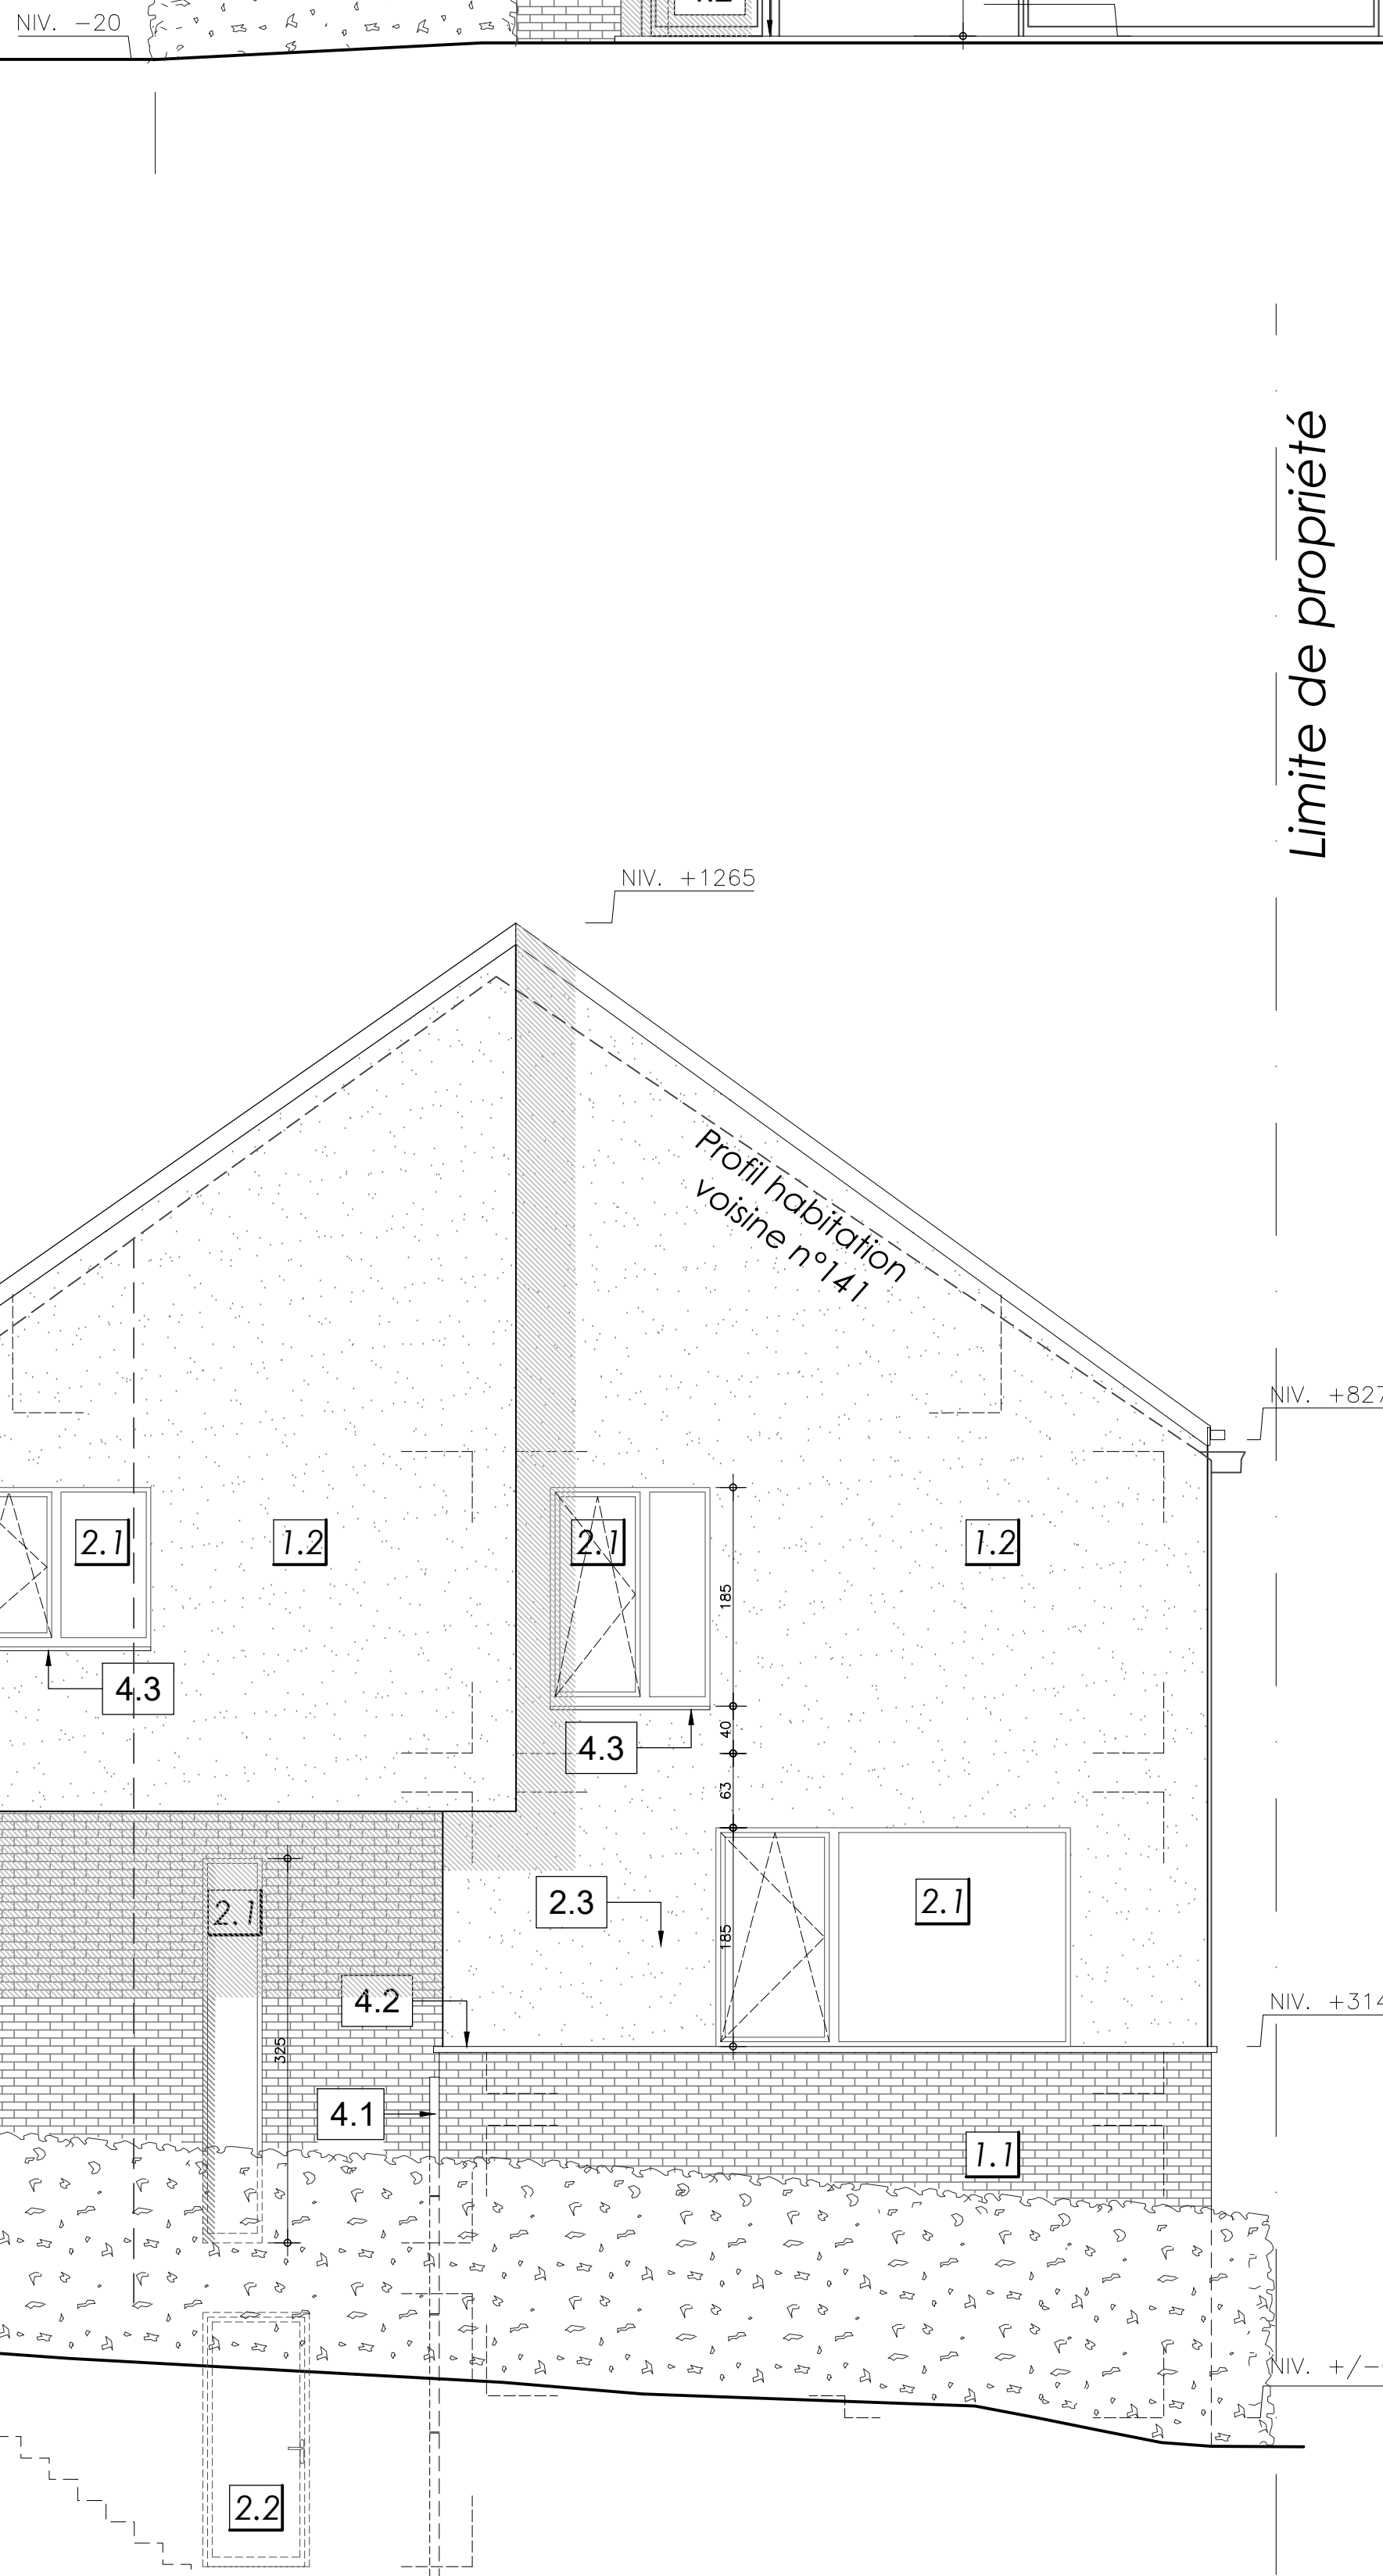 NIV. -20
Limite de propriété
NIV. +1265
Profil habitation
voisine n°141
NIV. +827
2.1
1.2
2.1
1.2
185
4.3
4.3
40
63
2.1
2.3
2.1
185
4.2
325
NIV. +314
4.1
1.1
NIV. +/-
2.2